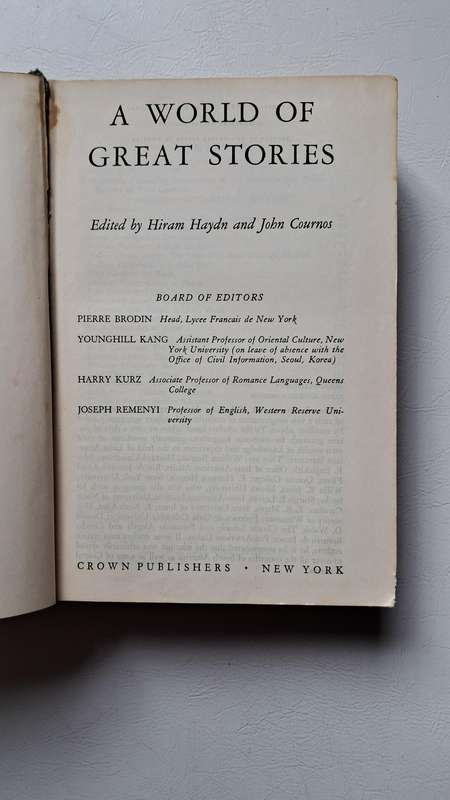 A WORLD OF
GREAT STORIES
Edited by Hiram Haydn and John Cournos
BOARD OF EDITORS
PIERRE BRODIN Head, Lycee Francais de New York
YOUNGHILL KANG Assistant Professor of Oriental Culture, New
York University (on leave of absence with the
Office of Civil Information, Seoul, Korea)
HARRY KURZ Associate Professor of Romance Languages, Queens
College
JOSEPH REMENYI Professor of English, Western Reserve Uni-
versity
CROWN PUBLISHERS · NEW YORK